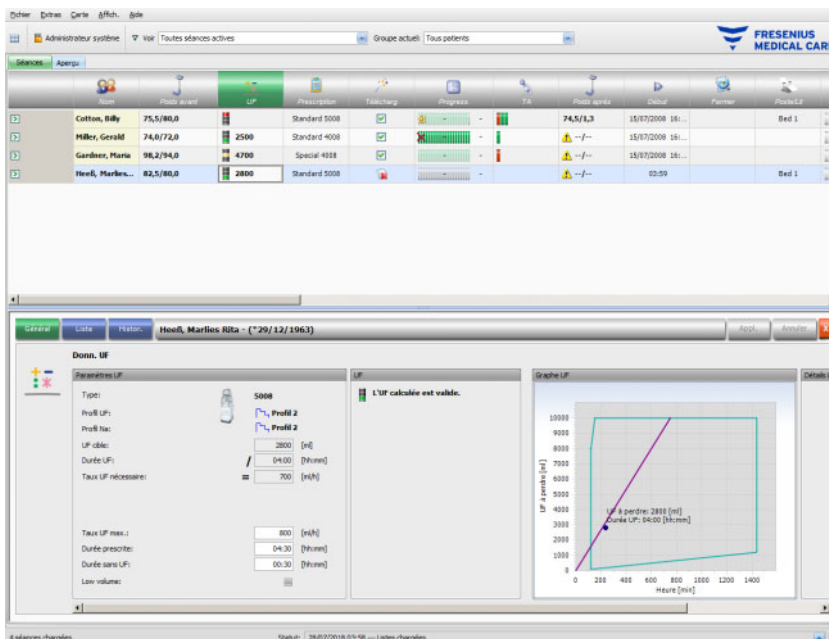 Fichier Extras Carte Affich. Aide
Administrateur système Voir Toutes séances actives Groupe actuel: Tous patients
FRESENIUS
MEDICAL CARE
Séances Aperçu
Nom Poids avant UF Prescription Télécharg Progress TA Poids après Début Fermer Poste/Lit
Cotton, Billy 75,5/80,0 Standard 5008 - - 74,5/1,3 15/07/2008 16:... Bed 1
Miller, Gerald 74,0/72,0 2500 Standard 4008 - - --/-- 15/07/2008 16:...
Gardner, Maria 98,2/94,0 4700 Special 4008 - - --/-- 15/07/2008 16:...
Heeß, Marlies... 82,5/80,0 2800 Standard 5008 - - --/-- 03:59 Bed 1
Général Liste Histor. Heeß, Marlies Rita - (*29/12/1963) Appl. Annuler X
Donn. UF
Paramètres UF
Type: 5008
Profil UF: Profil 2
Profil Na: Profil 2
UF cible: 2800 [ml]
Durée UF: / 04:00 [hh:mm]
Taux UF nécessaire: = 700 [ml/h]
Taux UF max.: 800 [ml/h]
Durée prescrite: 04:30 [hh:mm]
Durée sans UF: 00:30 [hh:mm]
Low volume:
UF
L'UF calculée est valide.
Graphe UF
UF à perdre [ml]
10000
9000
8000
7000
6000
5000
4000
3000
2000
1000
0
UF à perdre: 2800 [ml]
Durée UF: 04:00 [hh:mm]
0 200 400 600 800 1000 1200 1400
Heure [min]
Détails
4 séances chargées Statut: 28/07/2018 03:58 --- Listes chargées